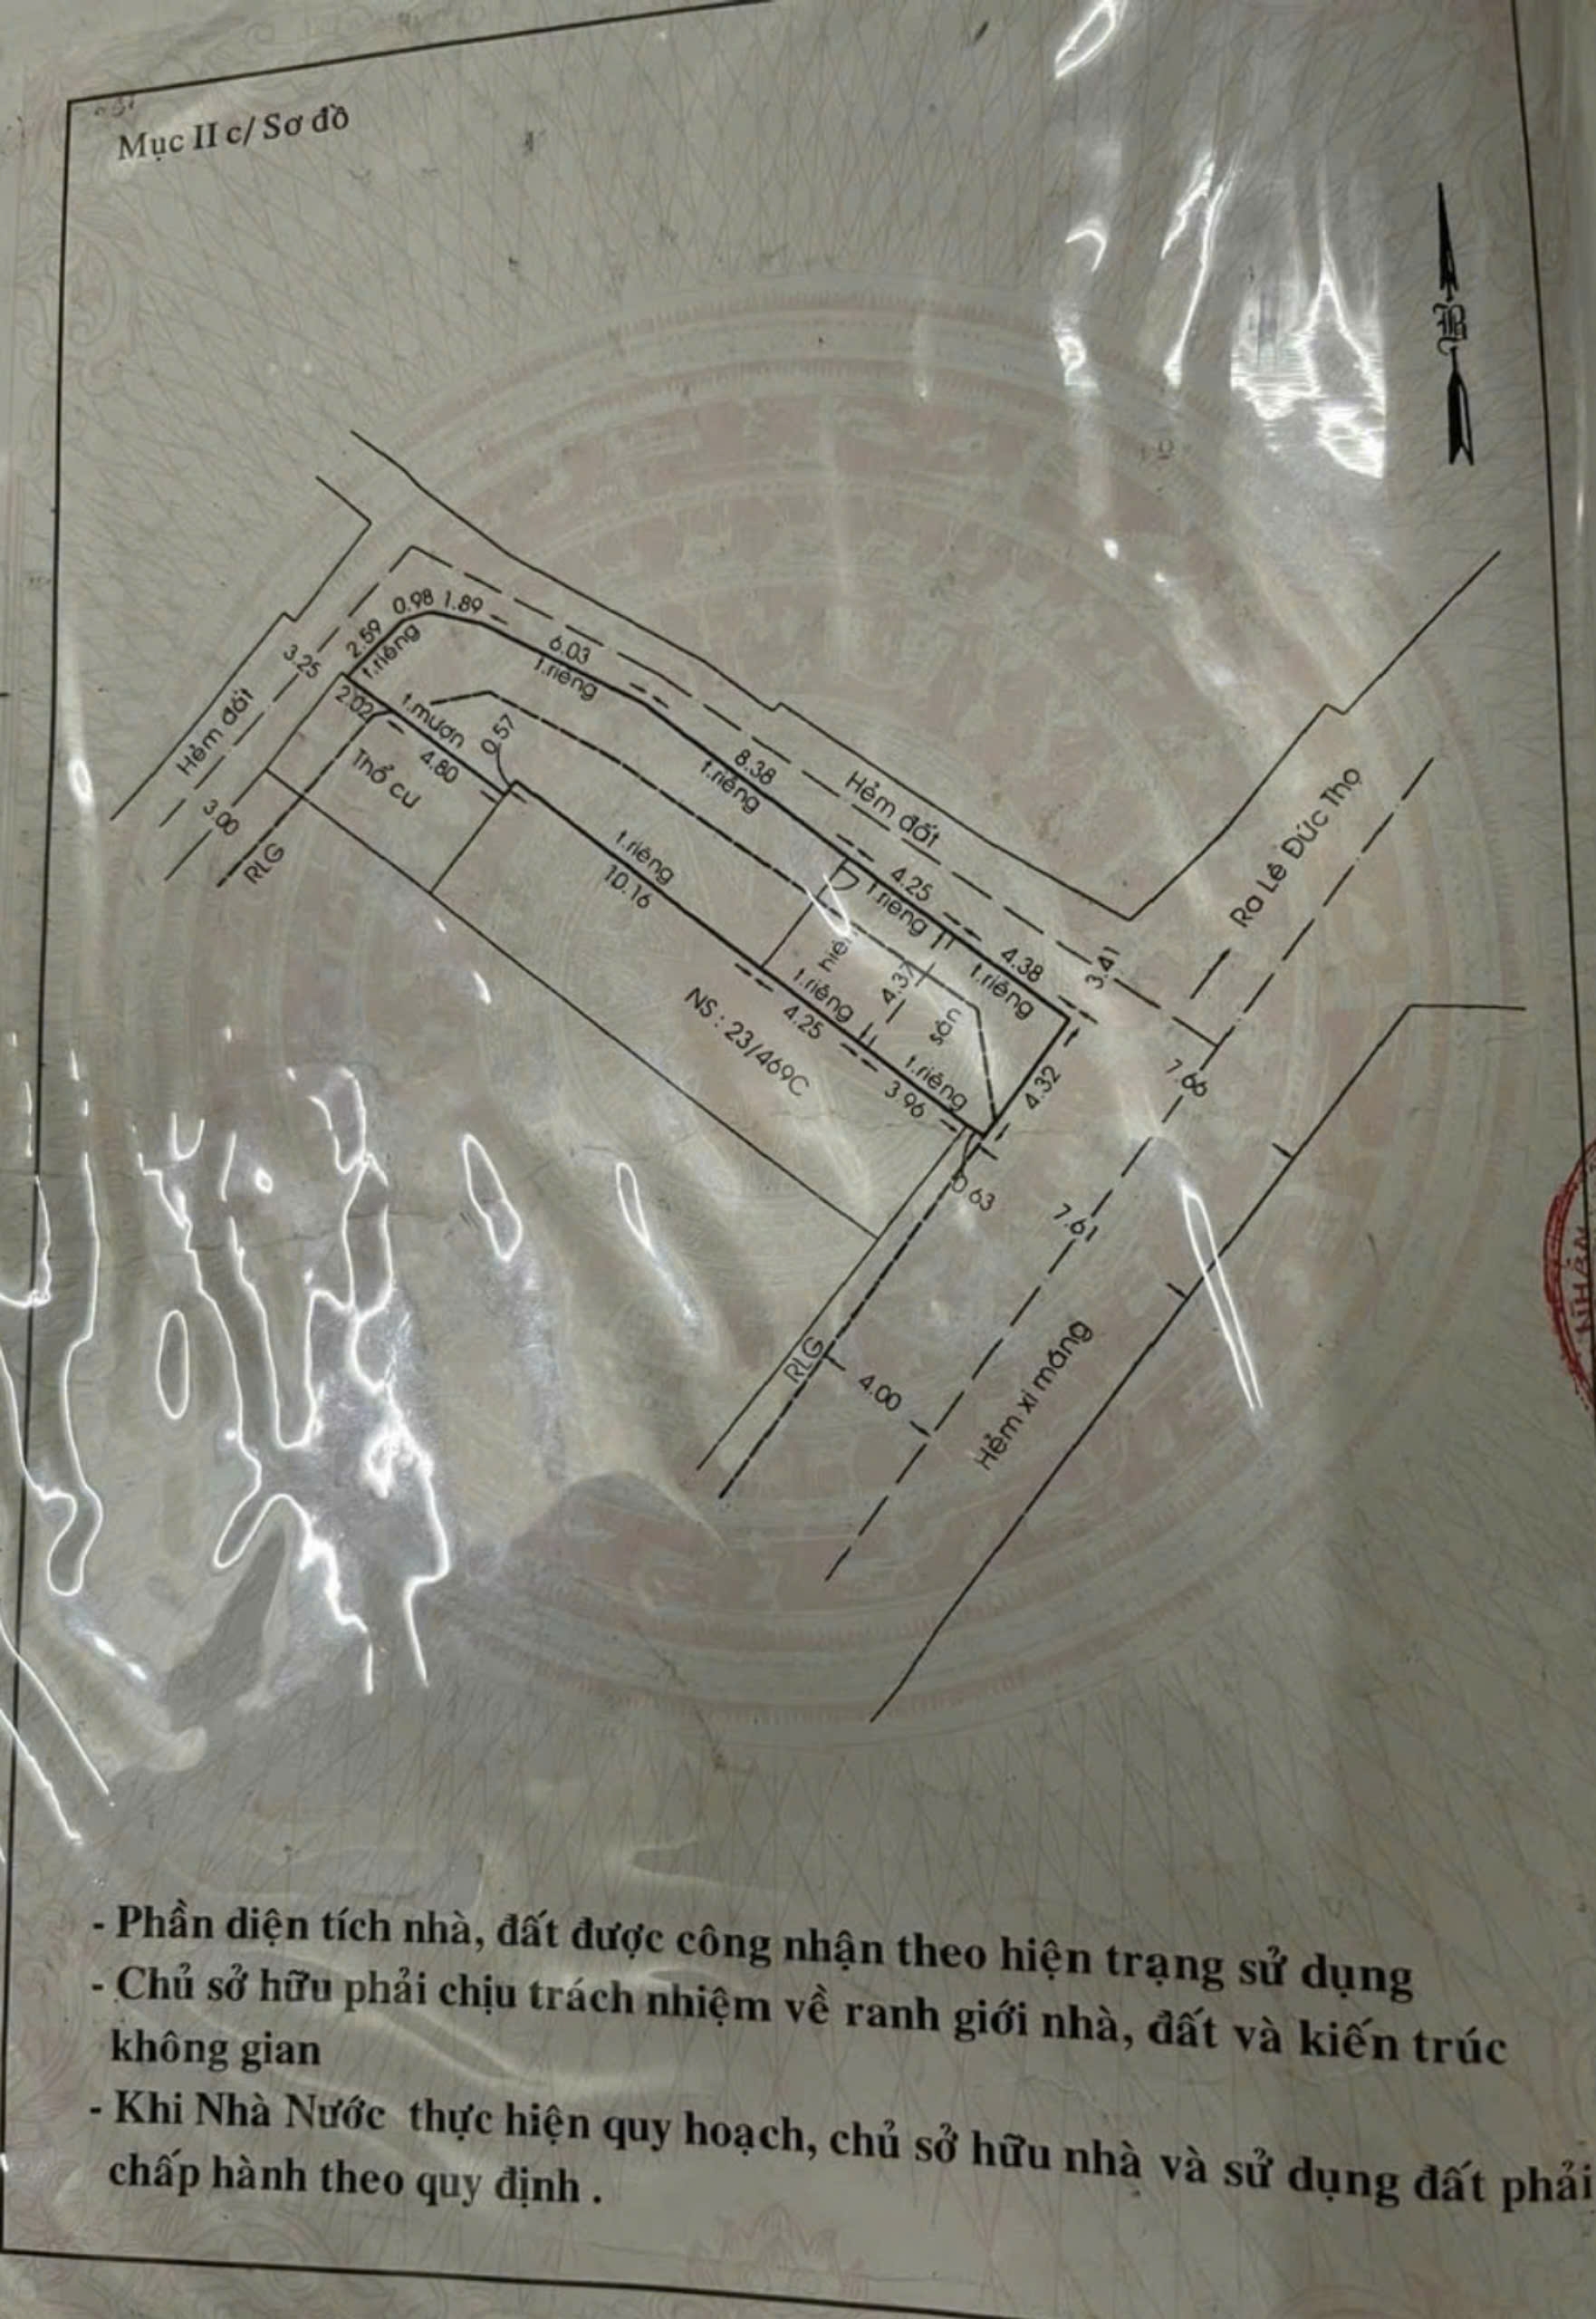 Mục II c/ Sơ đồ
B
0.98 1.89
2.59
t.riêng
6.03
t.riêng
3.25
Hẻm đất
2.02
t.mượn
0.57
4.80
Thổ cư
3.00
RLG
8.38
t.riêng
Hẻm đất
Ra Lê Đức Thọ
t.riêng
10.16
4.25
t.riêng
4.38
t.riêng
3.41
4.37
sân
t.riêng
4.25
t.riêng
3.96
NS : 23/469C
4.32
7.66
0.63
7.61
RLG
4.00
Hẻm xi măng
NHÂN
- Phần diện tích nhà, đất được công nhận theo hiện trạng sử dụng
- Chủ sở hữu phải chịu trách nhiệm về ranh giới nhà, đất và kiến trúc
không gian
- Khi Nhà Nước thực hiện quy hoạch, chủ sở hữu nhà và sử dụng đất phải
chấp hành theo quy định .